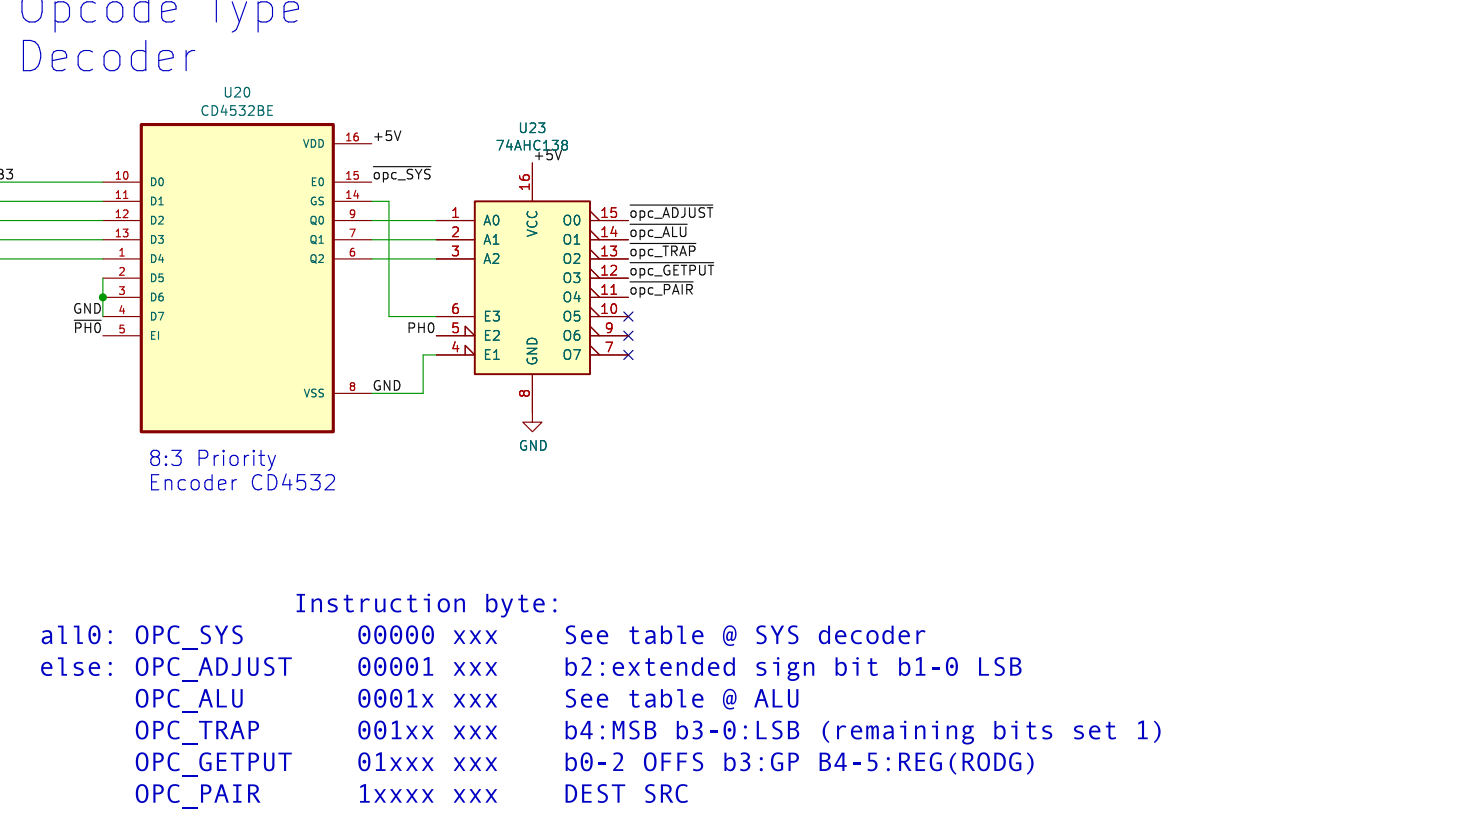 Opcode Type
Decoder
U20
CD4532BE
U23
74AHC138
+5V
VDD 16 +5V
B3
10 D0
11 D1
12 D2
13 D3
1 D4
2 D5
3 D6
GND 4 D7
PH0 5 EI
EO 15 opc_SYS
GS 14
Q0 9
Q1 7
Q2 6
VSS 8 GND
16
VCC
1 A0
2 A1
3 A2
6 E3
PH0 5 E2
4 E1
O0 15 opc_ADJUST
O1 14 opc_ALU
O2 13 opc_TRAP
O3 12 opc_GETPUT
O4 11 opc_PAIR
O5 10
O6 9
O7 7
GND
8
GND
8:3 Priority
Encoder CD4532
Instruction byte:
all0: OPC_SYS 00000 xxx See table @ SYS decoder
else: OPC_ADJUST 00001 xxx b2:extended sign bit b1-0 LSB
OPC_ALU 0001x xxx See table @ ALU
OPC_TRAP 001xx xxx b4:MSB b3-0:LSB (remaining bits set 1)
OPC_GETPUT 01xxx xxx b0-2 OFFS b3:GP B4-5:REG(RODG)
OPC_PAIR 1xxxx xxx DEST SRC